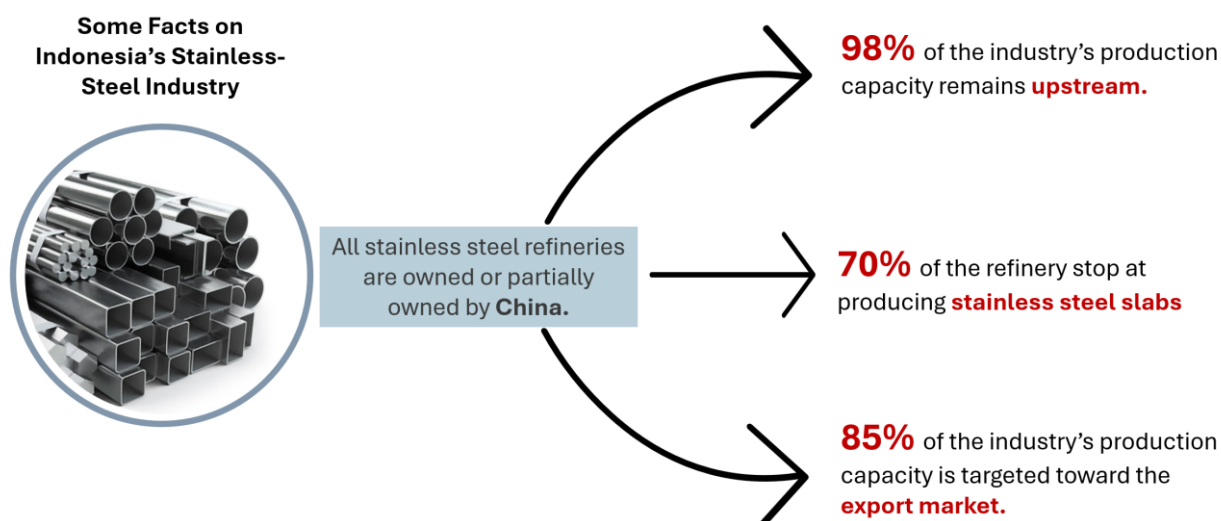 Some Facts on
Indonesia’s Stainless-
Steel Industry
All stainless steel refineries
are owned or partially
owned by China.
98% of the industry’s production
capacity remains upstream.
70% of the refinery stop at
producing stainless steel slabs
85% of the industry’s production
capacity is targeted toward the
export market.